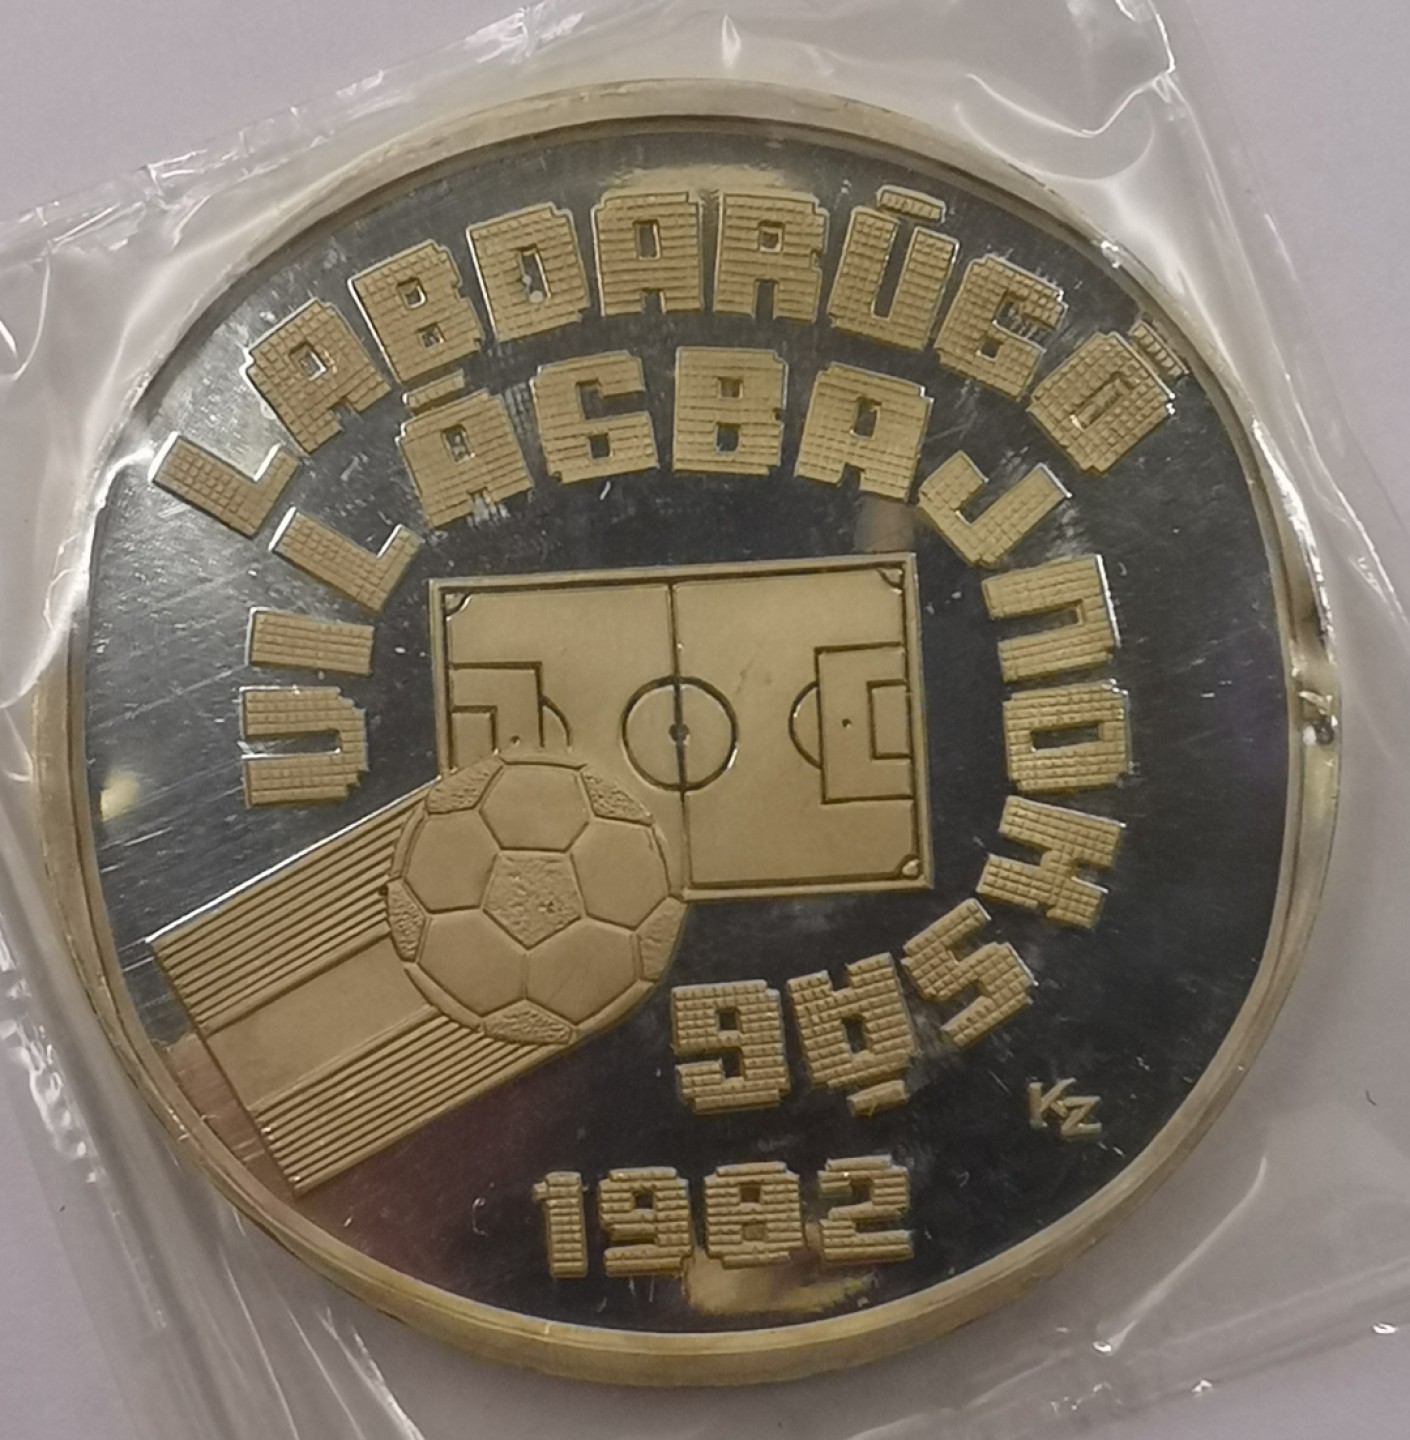 LABDARÚGÓ
VILÁGBAJNOKSÁG
1982
KZ